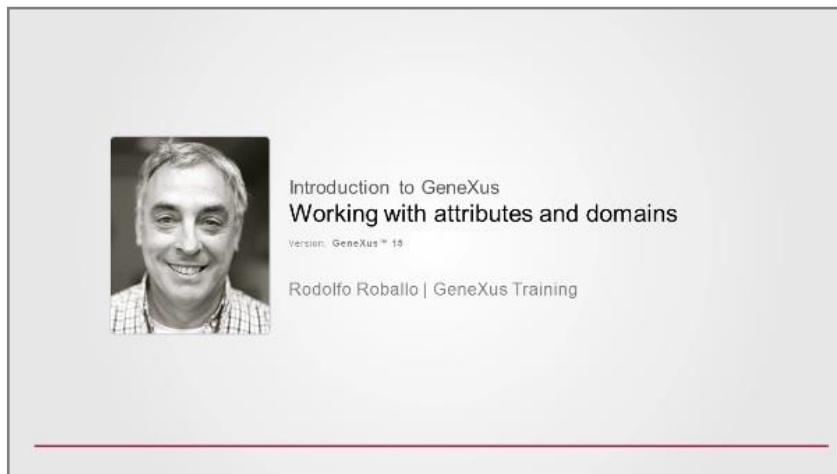 Introduction to GeneXus
Working with attributes and domains
Version: GeneXus™ 15
Rodolfo Roballo | GeneXus Training